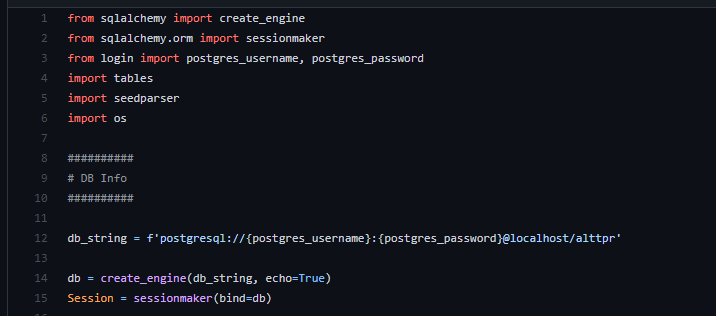 1 from sqlalchemy import create_engine
2 from sqlalchemy.orm import sessionmaker
3 from login import postgres_username, postgres_password
4 import tables
5 import seedparser
6 import os
7
8 ##########
9 # DB Info
10 ##########
11
12 db_string = f'postgresql://{postgres_username}:{postgres_password}@localhost/alttpr'
13
14 db = create_engine(db_string, echo=True)
15 Session = sessionmaker(bind=db)